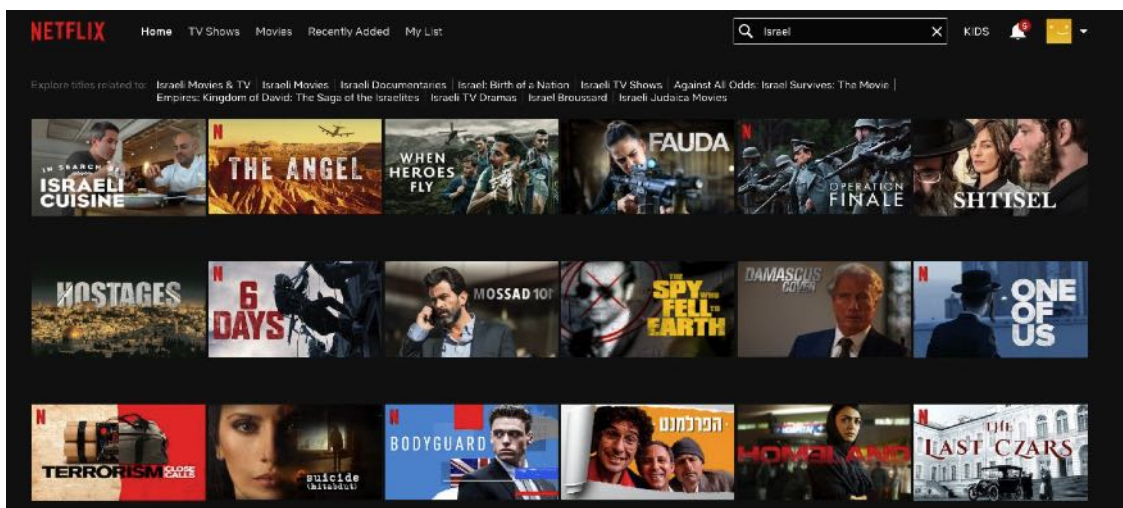 NETFLIX Home TV Shows Movies Recently Added My List Israel KIDS 5
Explore titles related to: Israeli Movies & TV | Israeli Movies | Israeli Documentaries | Israel: Birth of a Nation | Israeli TV Shows | Against All Odds: Israel Survives: The Movie |
Empires: Kingdom of David: The Saga of the Israelites | Israeli TV Dramas | Israel Broussard | Israeli Judaica Movies
IN SEARCH OF
ISRAELI
CUISINE
N
THE ANGEL
WHEN
HEROES
FLY
FAUDA
N
OPERATION
FINALE
SHTISEL
HOSTAGES
N
6
DAYS
MOSSAD 101
THE
SPY WHO
FELL TO
EARTH
DAMASCUS
COVER
N
ONE
OF
US
N
TERRORISM CLOSE
CALLS
suicide
(hitabdut)
N
BODYGUARD
הפרלמנט
HOMELAND
N
THE
LAST CZARS